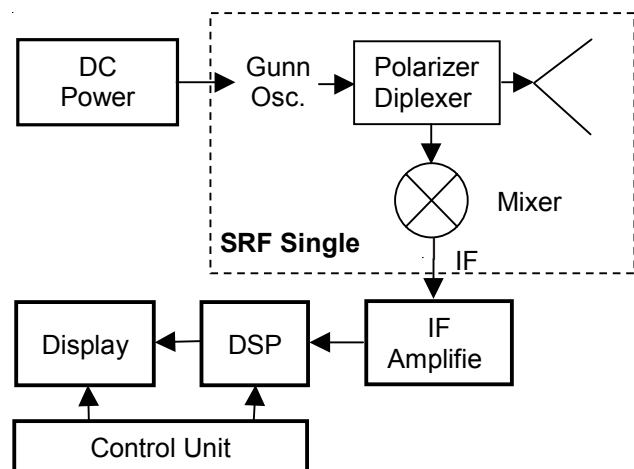 DC
Power
Gunn
Osc.
Polarizer
Diplexer
Mixer
SRF Single
IF
IF
Amplifie
DSP
Display
Control Unit